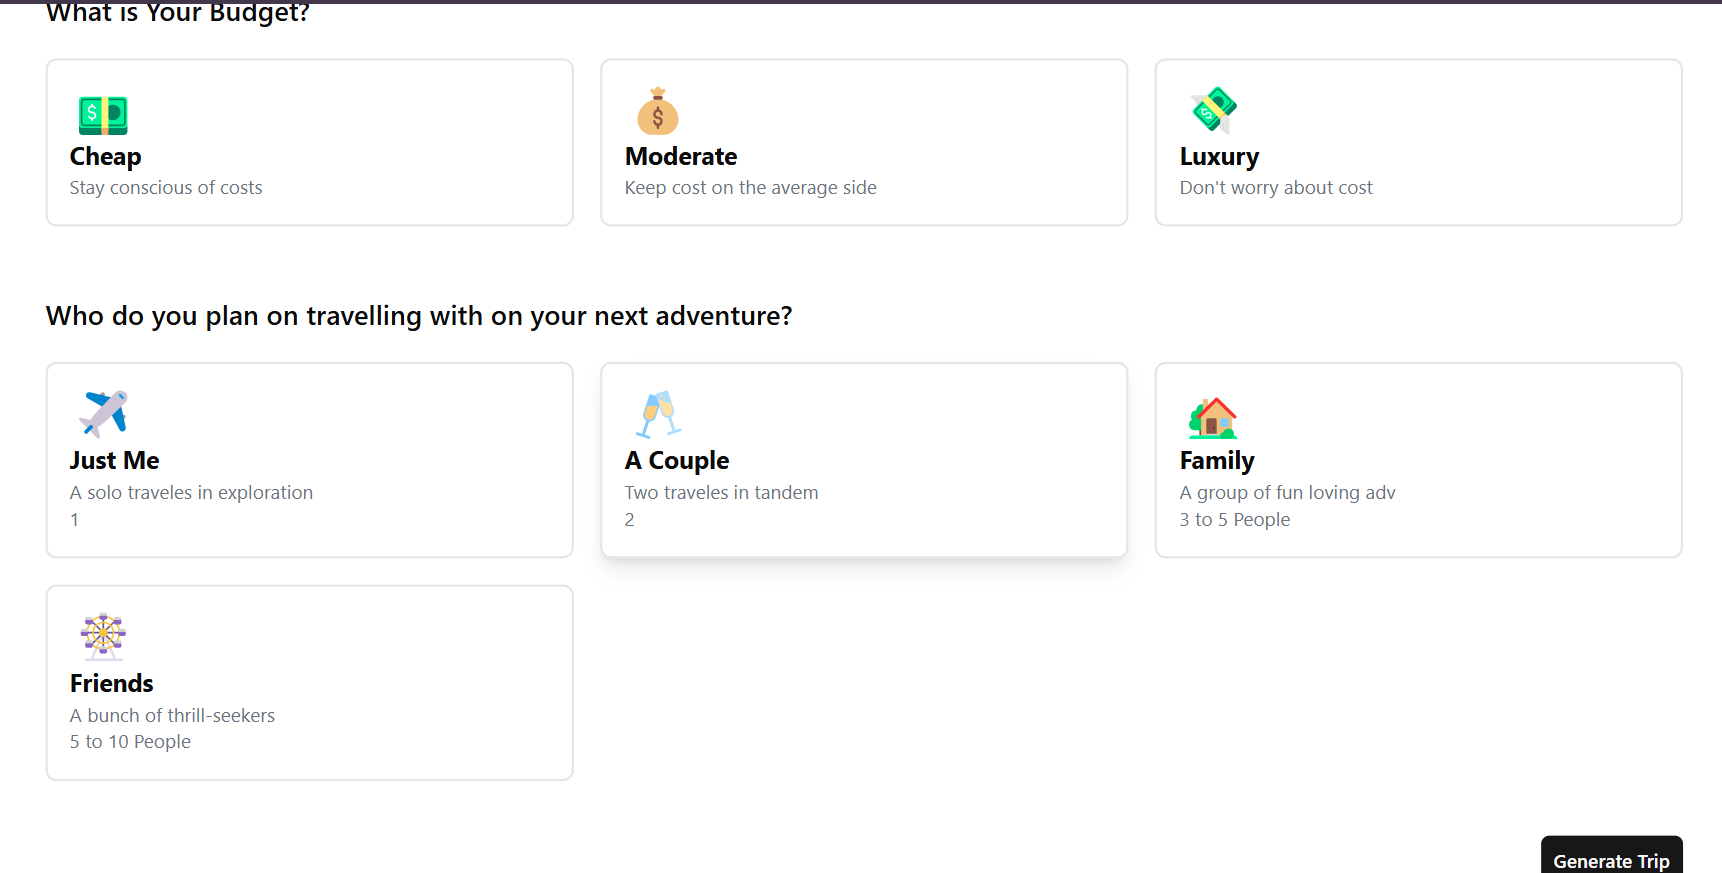 What is Your Budget?
Cheap
Stay conscious of costs
Moderate
Keep cost on the average side
Luxury
Don't worry about cost
Who do you plan on travelling with on your next adventure?
Just Me
A solo traveles in exploration
1
A Couple
Two traveles in tandem
2
Family
A group of fun loving adv
3 to 5 People
Friends
A bunch of thrill-seekers
5 to 10 People
Generate Trip